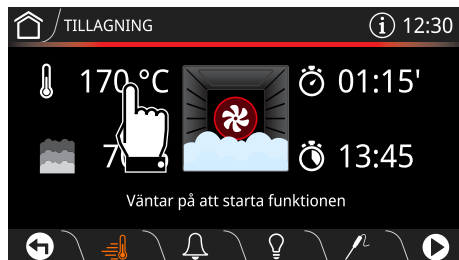 TILLAGNING
i 12:30
170 °C 01:15'
13:45
Väntar på att starta funktionen